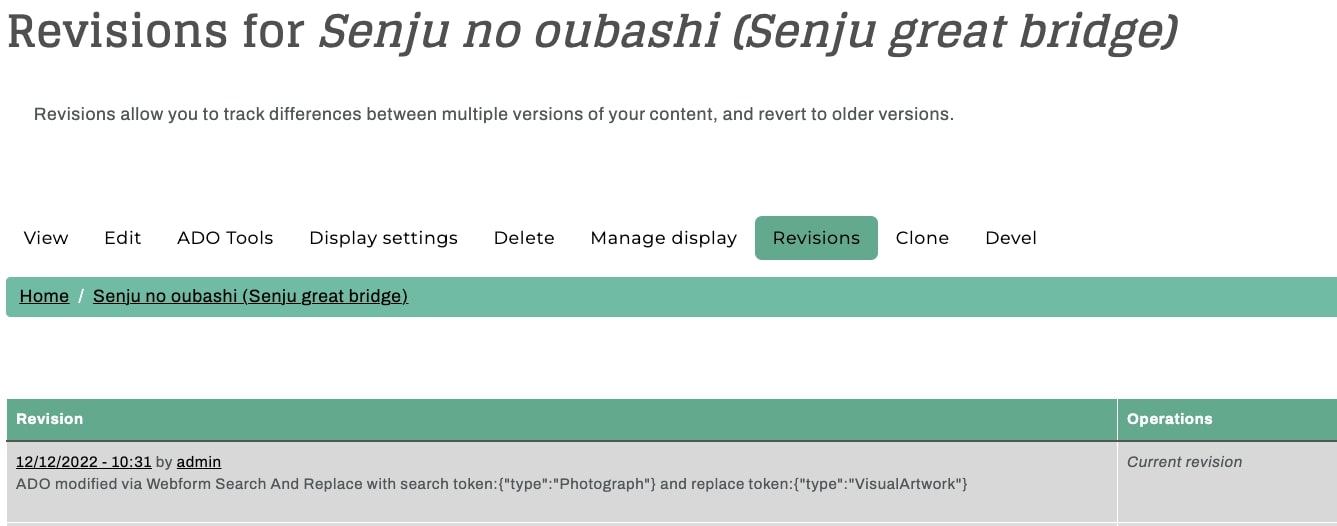 Revisions for Senju no oubashi (Senju great bridge)
Revisions allow you to track differences between multiple versions of your content, and revert to older versions.
View Edit ADO Tools Display settings Delete Manage display Revisions Clone Devel
Home / Senju no oubashi (Senju great bridge)
Revision Operations
12/12/2022 - 10:31 by admin Current revision
ADO modified via Webform Search And Replace with search token:{"type":"Photograph"} and replace token:{"type":"VisualArtwork"}